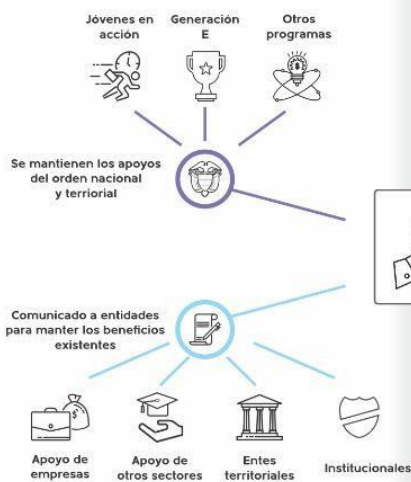 Jóvenes en
acción
Generación
E
Otros
programas
Se mantienen los apoyos
del orden nacional
y terriorial
Comunicado a entidades
para manter los beneficios
existentes
Apoyo de
empresas
Apoyo de
otros sectores
Entes
territoriales
Institucionales